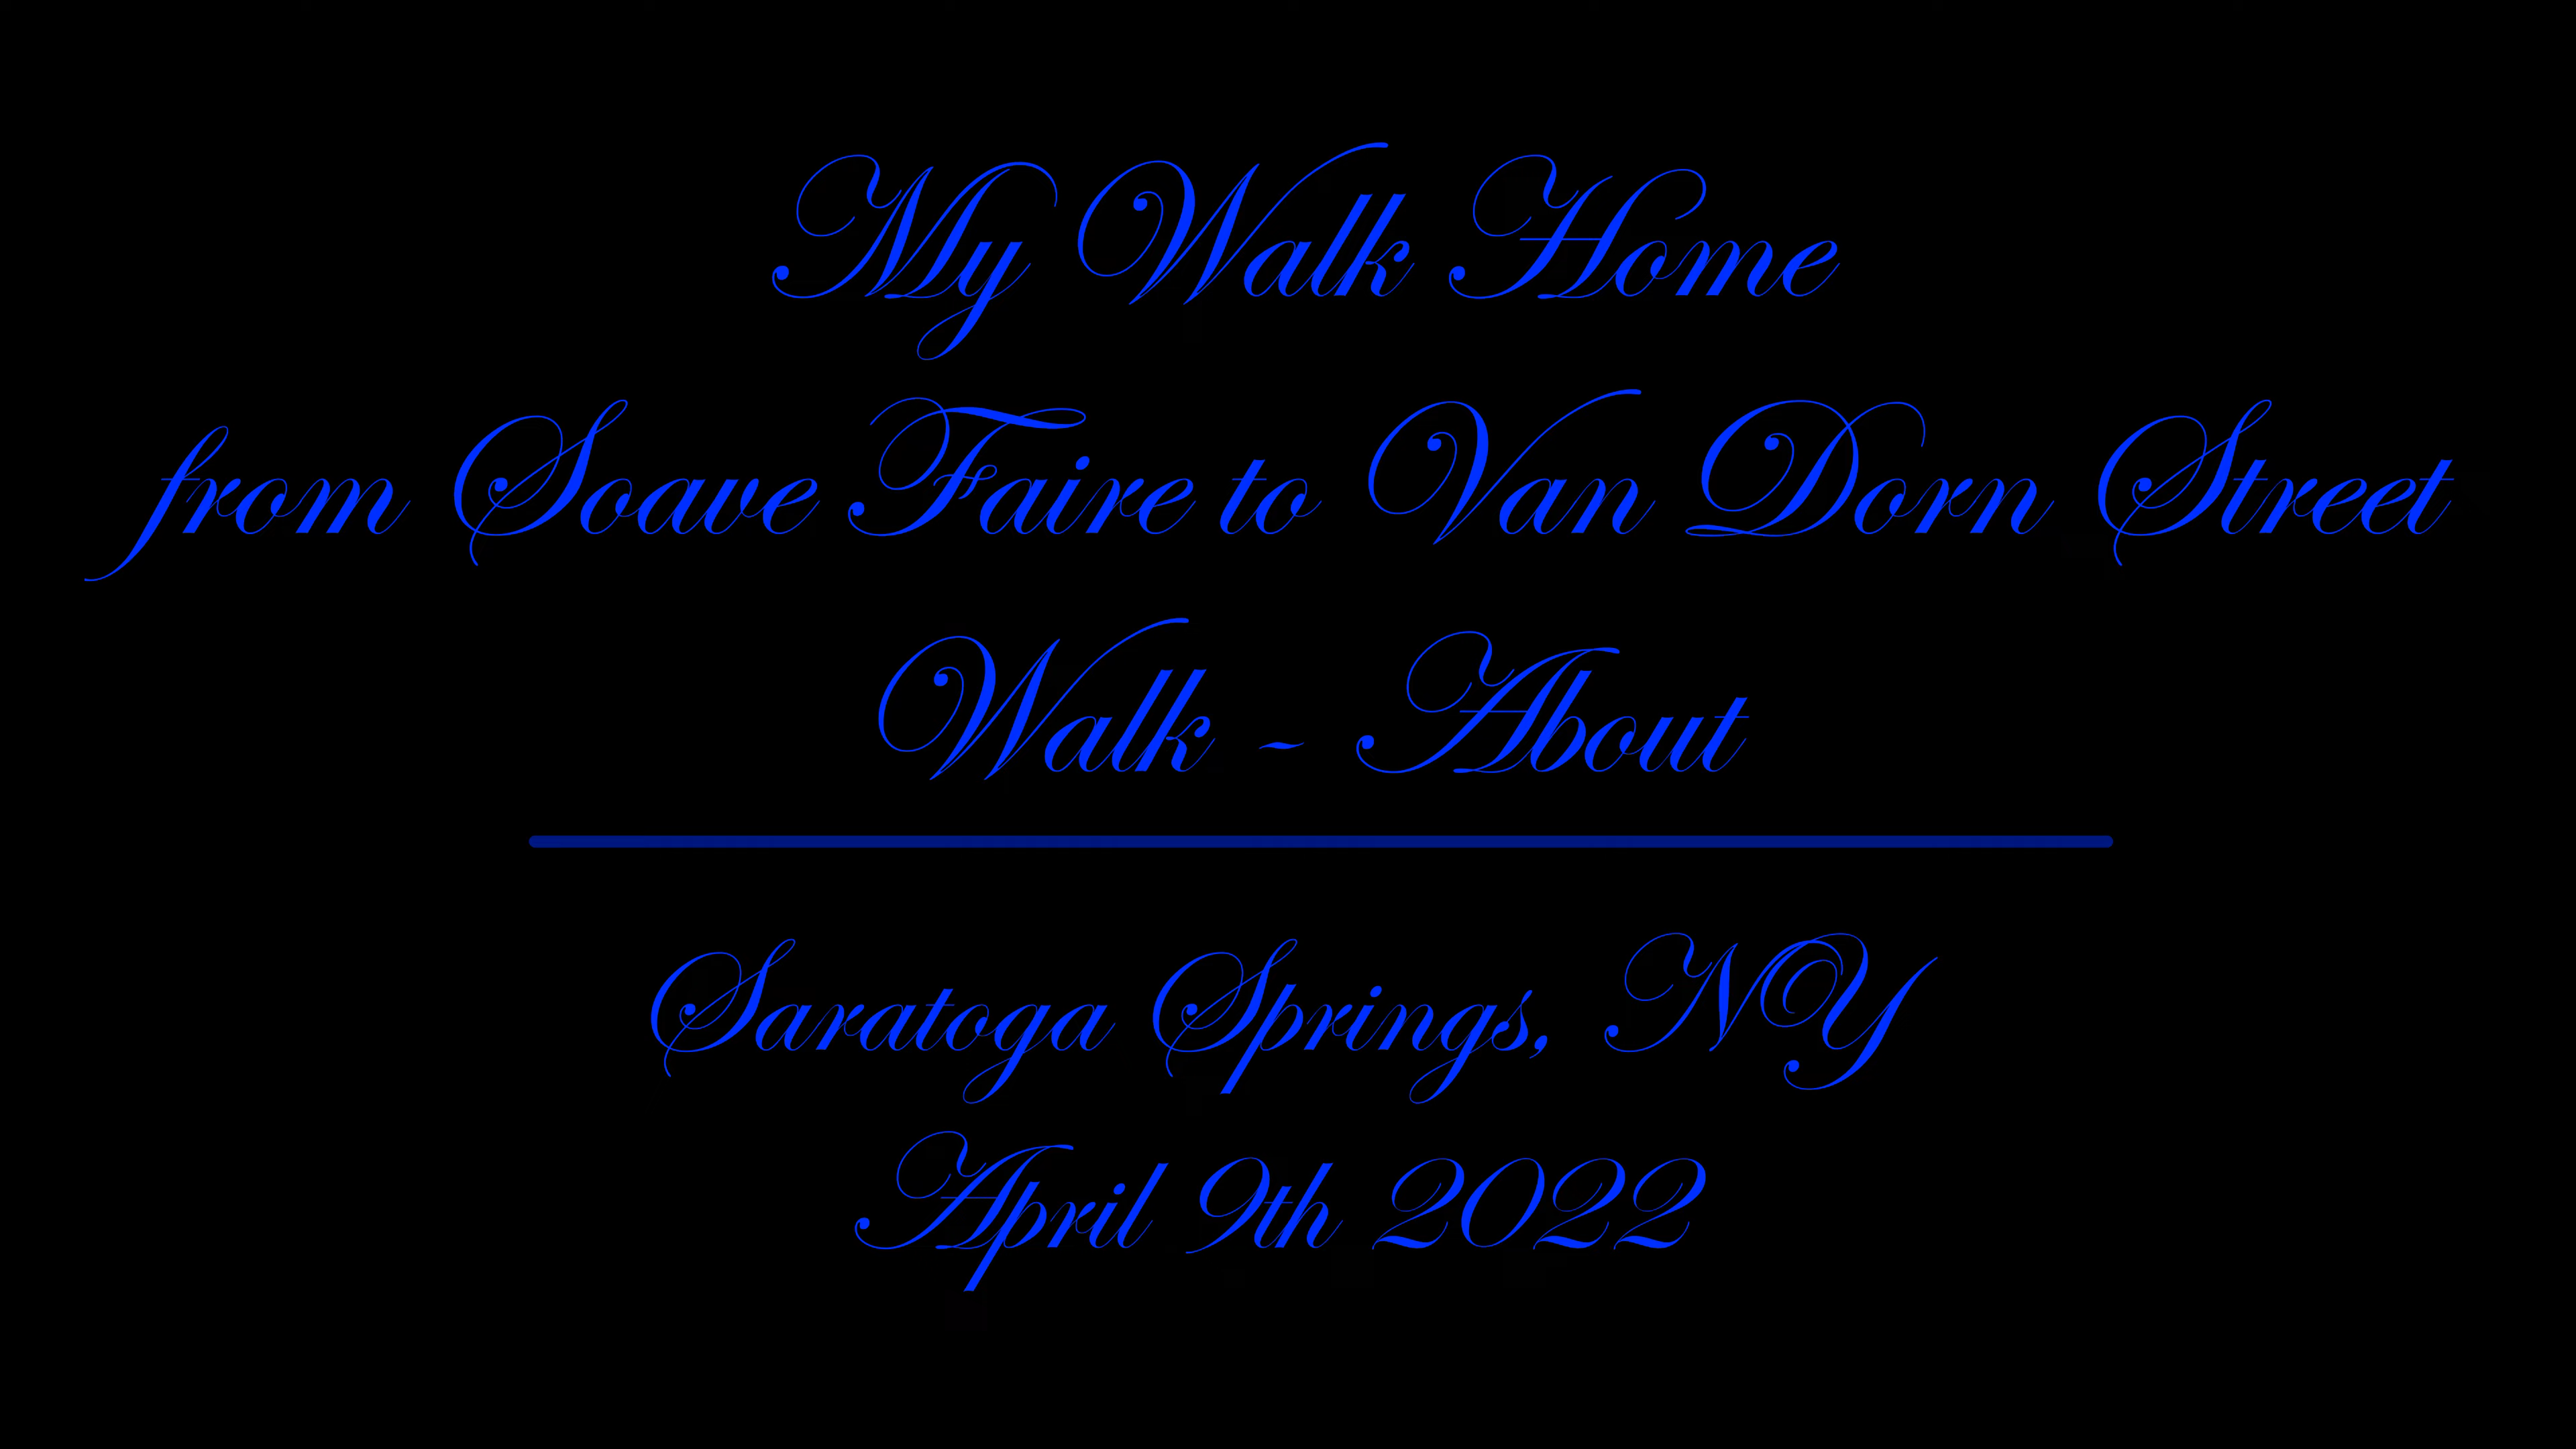 My Walk Home
from Soave Faire to Van Dorn Street
Walk - About
Saratoga Springs, NY
April 9th 2022